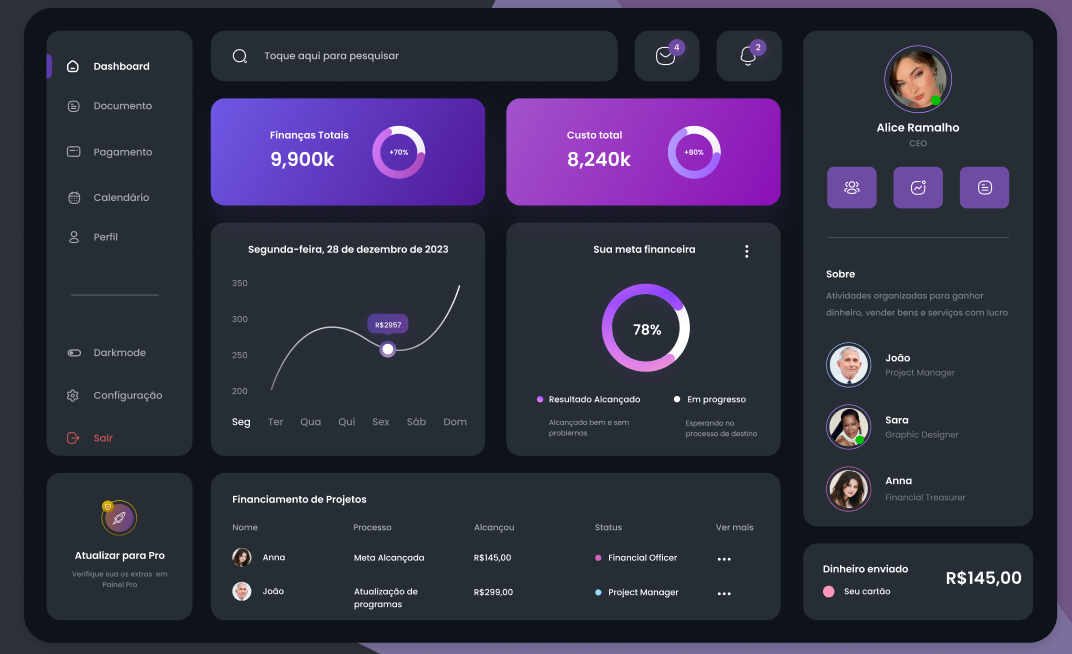 Dashboard
Documento
Pagamento
Calendário
Perfil
Darkmode
Configuração
Sair
Atualizar para Pro
Verifique sua os extras em
Painel Pro
Toque aqui para pesquisar
4
2
Finanças Totais
9,900k
+70%
Custo total
8,240k
+80%
Segunda-feira, 28 de dezembro de 2023
350
300
250
200
R$2957
Seg Ter Qua Qui Sex Sáb Dom
Sua meta financeira
78%
Resultado Alcançado
Alcançado bem e sem
problemas
Em progresso
Esperando no
processo de destino
Financiamento de Projetos
Nome Processo Alcançou Status Ver mais
Anna Meta Alcançada R$145,00 Financial Officer
João Atualização de
programas R$299,00 Project Manager
Alice Ramalho
CEO
Sobre
Atividades organizadas para ganhar
dinheiro, vender bens e serviços com lucro
João
Project Manager
Sara
Graphic Designer
Anna
Financial Treasurer
Dinheiro enviado
Seu cartão
R$145,00